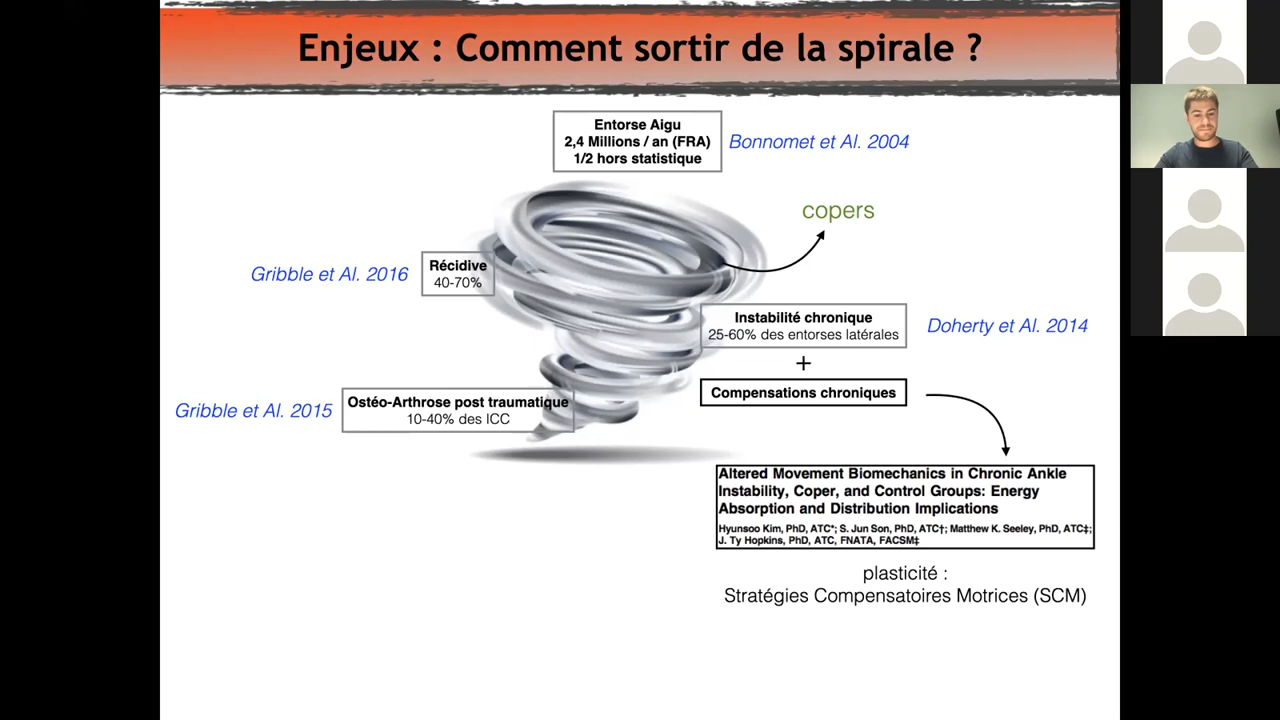 Enjeux : Comment sortir de la spirale ?
Entorse Aigu
2,4 Millions / an (FRA)
1/2 hors statistique
Bonnomet et Al. 2004
copers
Gribble et Al. 2016
Récidive
40-70%
Instabilité chronique
25-60% des entorses latérales
Doherty et Al. 2014
+
Compensations chroniques
Gribble et Al. 2015
Ostéo-Arthrose post traumatique
10-40% des ICC
Altered Movement Biomechanics in Chronic Ankle
Instability, Coper, and Control Groups: Energy
Absorption and Distribution Implications
Hyunsoo Kim, PhD, ATC*; S. Jun Son, PhD, ATC†; Matthew K. Seeley, PhD, ATC‡;
J. Ty Hopkins, PhD, ATC, FNATA, FACSM‡
plasticité :
Stratégies Compensatoires Motrices (SCM)